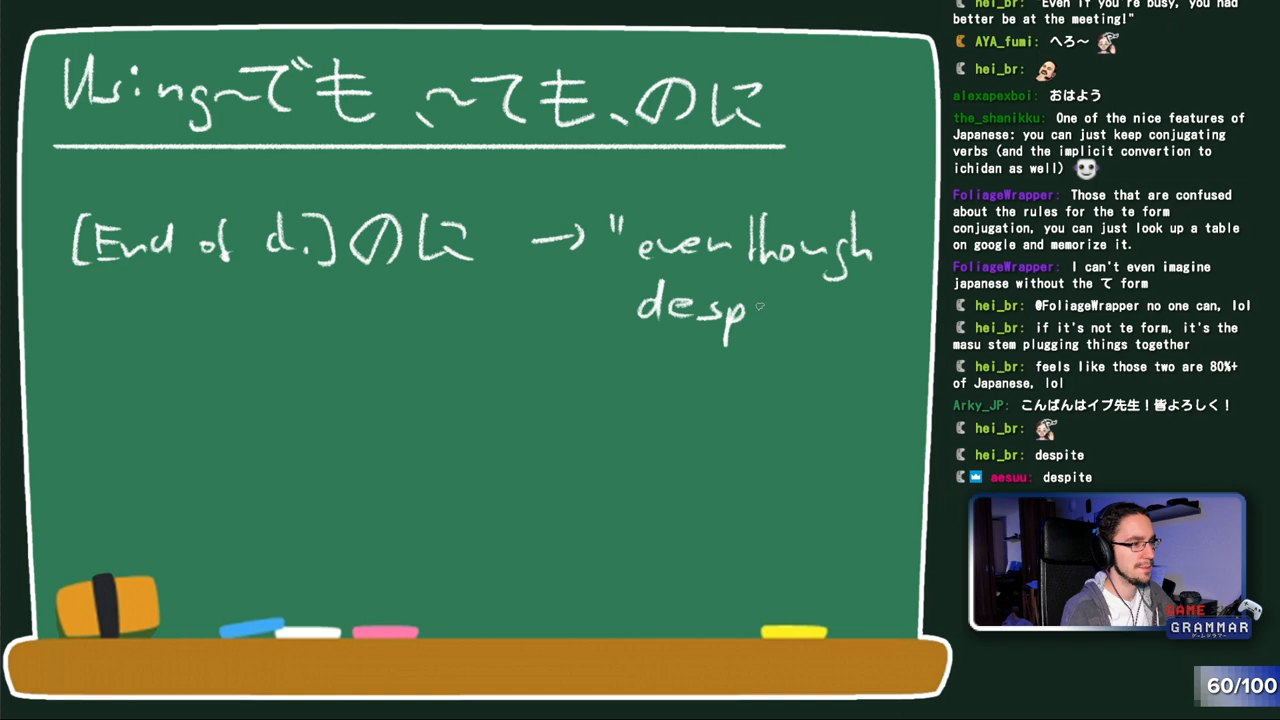 Using〜でも、〜ても、のに
[End of d.]のに → "even though
desp
hei_br: "Even if you're busy, you had
better be at the meeting!"
AYA_fumi: へろ〜
hei_br:
alexapexboi: おはよう
the_shanikku: One of the nice features of
Japanese: you can just keep conjugating
verbs (and the implicit convertion to
ichidan as well)
FoliageWrapper: Those that are confused
about the rules for the te form
conjugation, you can just look up a table
on google and memorize it.
FoliageWrapper: I can't even imagine
japanese without the て form
hei_br: @FoliageWrapper no one can, lol
hei_br: if it's not te form, it's the
masu stem plugging things together
hei_br: feels like those two are 80%+
of Japanese, lol
Arky_JP: こんばんはイブ先生！皆よろしく！
hei_br:
hei_br: despite
aesuu: despite
GAME
GRAMMAR
ゲームグラマー
60/100